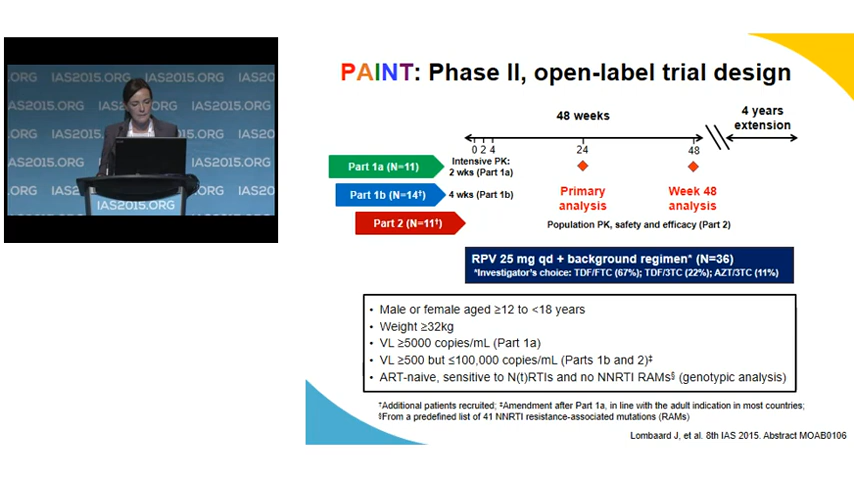 .ORG IAS2015.ORG IAS2015.ORG IAS20
IAS2015.ORG
PAINT: Phase II, open-label trial design
48 weeks
4 years
extension
0 2 4 24 48
Part 1a (N=11)
Intensive PK:
2 wks (Part 1a)
Part 1b (N=14‡)
4 wks (Part 1b)
Primary
analysis
Week 48
analysis
Part 2 (N=11†)
Population PK, safety and efficacy (Part 2)
RPV 25 mg qd + background regimen* (N=36)
*Investigator's choice: TDF/FTC (67%); TDF/3TC (22%); AZT/3TC (11%)
• Male or female aged ≥12 to <18 years
• Weight ≥32kg
• VL ≥5000 copies/mL (Part 1a)
• VL ≥500 but ≤100,000 copies/mL (Parts 1b and 2)‡
• ART-naive, sensitive to N(t)RTIs and no NNRTI RAMs§ (genotypic analysis)
†Additional patients recruited; ‡Amendment after Part 1a, in line with the adult indication in most countries;
§From a predefined list of 41 NNRTI resistance-associated mutations (RAMs)
Lombaard J, et al. 8th IAS 2015. Abstract MOAB0106